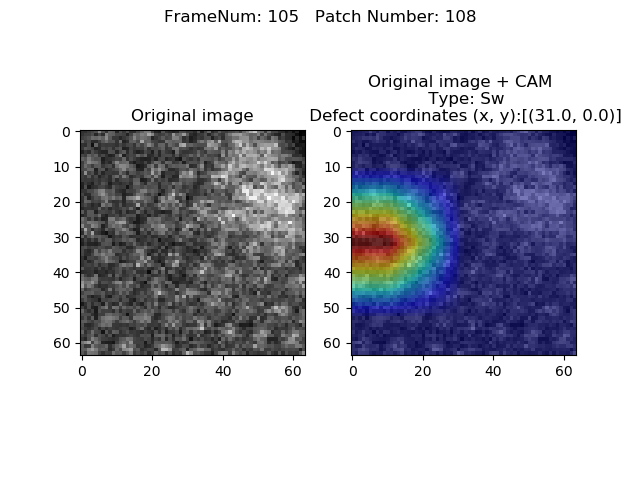 FrameNum: 105   Patch Number: 108
Original image
Original image + CAM
Type: Sw
Defect coordinates (x, y):[(31.0, 0.0)]
0
10
20
30
40
50
60
0 20 40 60
0
10
20
30
40
50
60
0 20 40 60